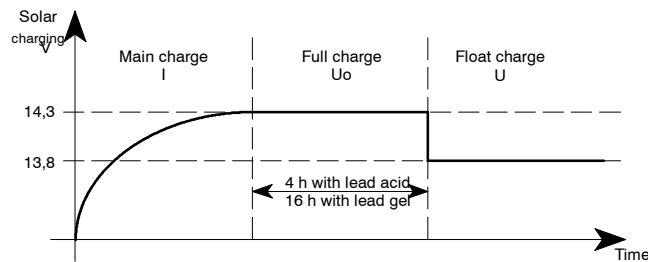 Solar
charging
V
Main charge
I
Full charge
Uo
Float charge
U
14,3
13,8
4 h with lead acid
16 h with lead gel
Time